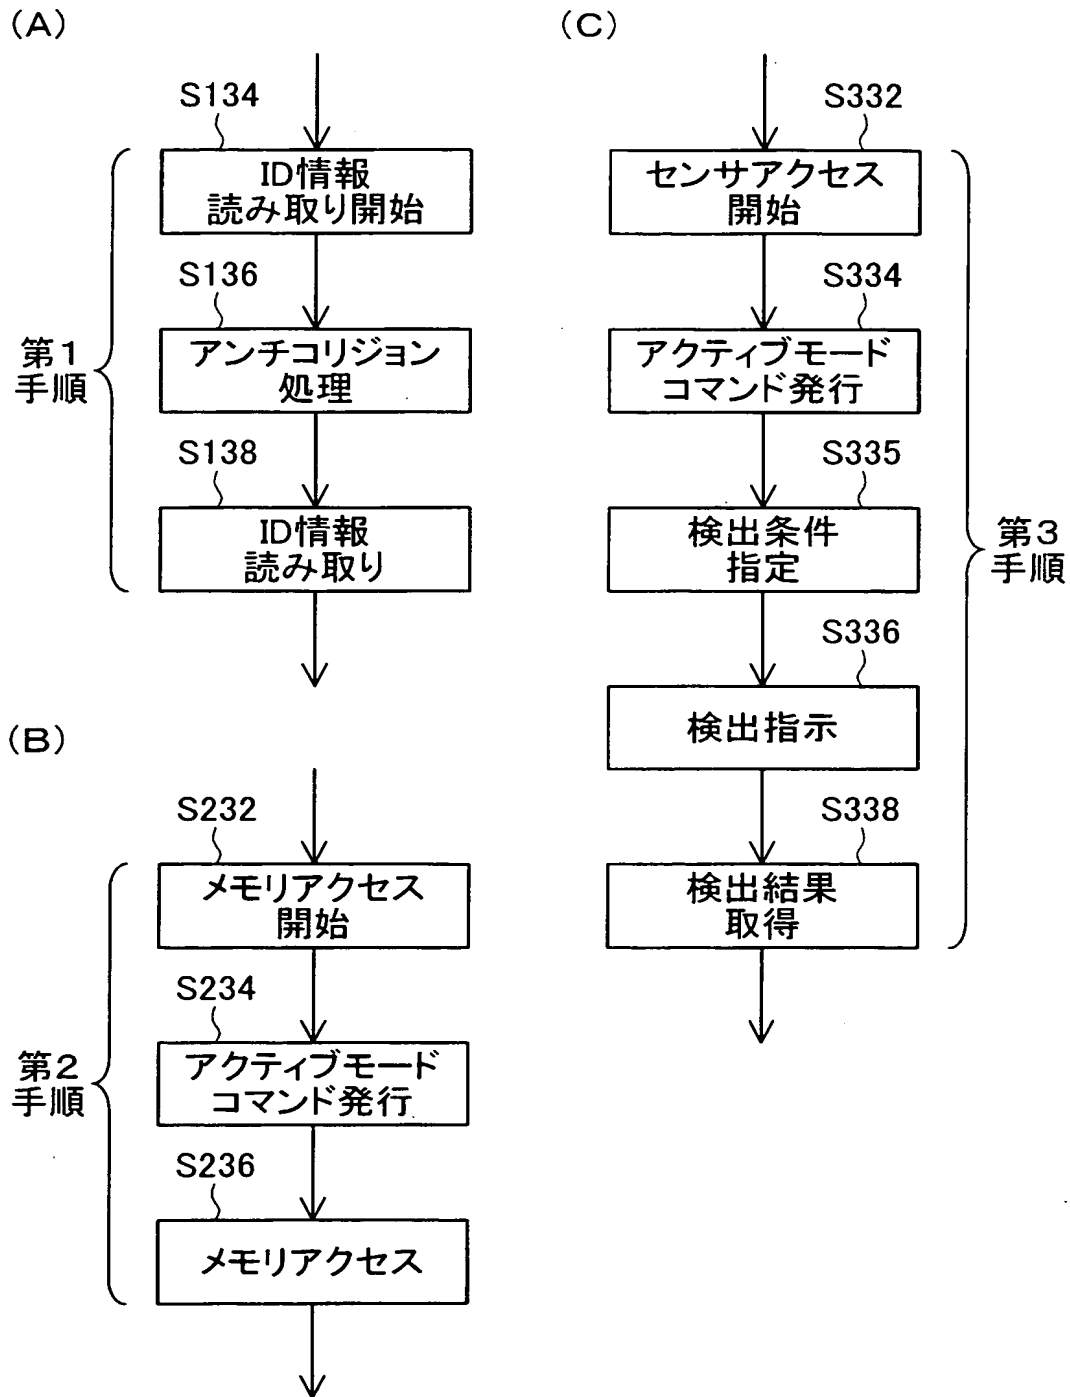 (A)
S134
ID情報
読み取り開始
S136
アンチコリジョン
処理
S138
ID情報
読み取り
第1
手順
(B)
S232
メモリアクセス
開始
S234
アクティブモード
コマンド発行
S236
メモリアクセス
第2
手順
(C)
S332
センサアクセス
開始
S334
アクティブモード
コマンド発行
S335
検出条件
指定
S336
検出指示
S338
検出結果
取得
第3
手順